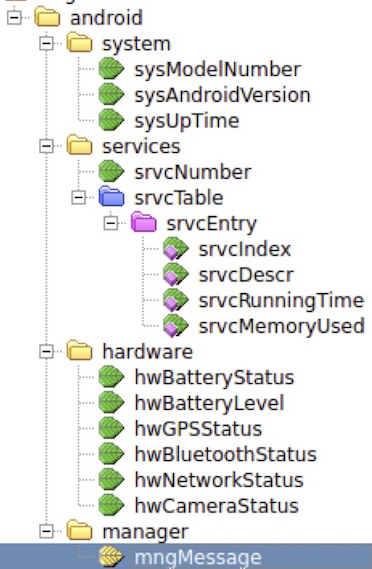 android
system
sysModelNumber
sysAndroidVersion
sysUpTime
services
srvcNumber
srvcTable
srvcEntry
srvcIndex
srvcDescr
srvcRunningTime
srvcMemoryUsed
hardware
hwBatteryStatus
hwBatteryLevel
hwGPSStatus
hwBluetoothStatus
hwNetworkStatus
hwCameraStatus
manager
mngMessage